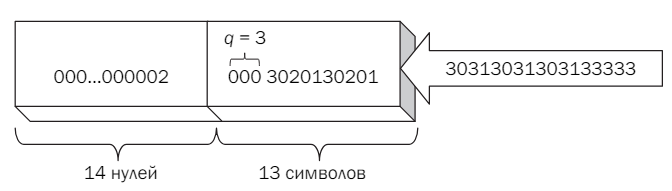 q = 3
000...000002
000 3020130201
30313031303133333
14 нулей
13 символов